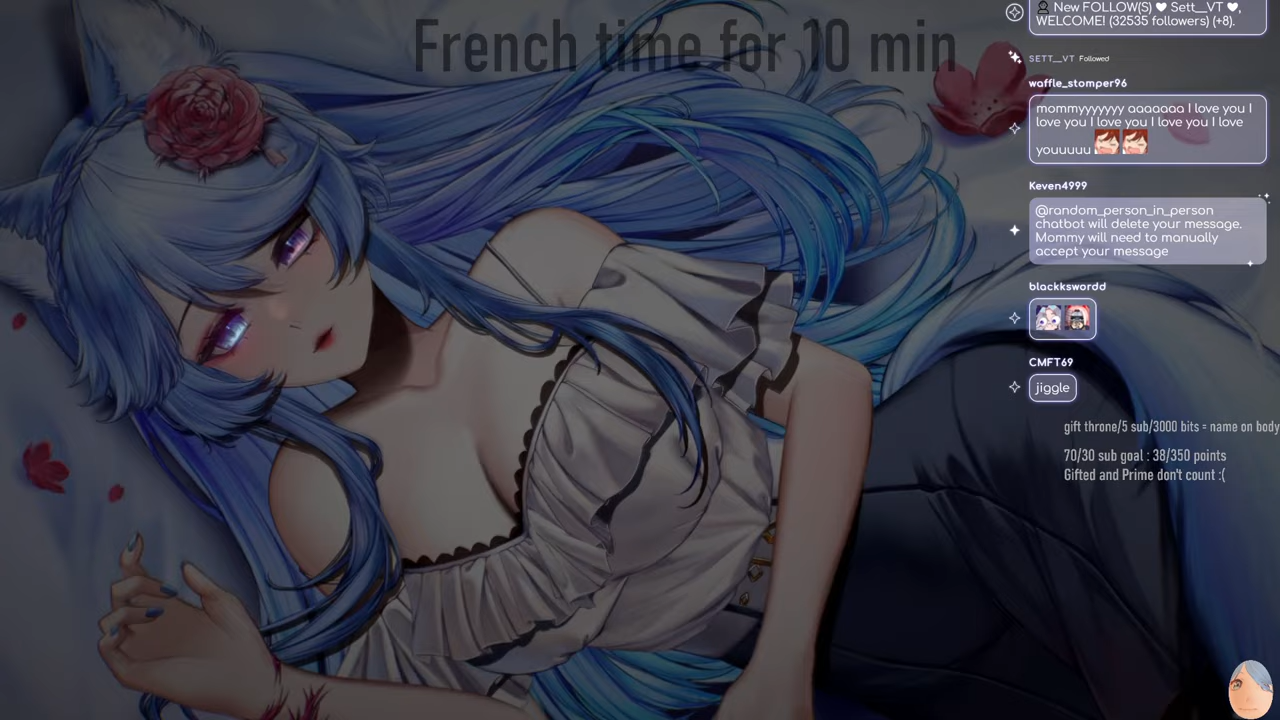 French time for 10 min
New FOLLOW(S) ♥ Sett__VT ♥,
WELCOME! (32535 followers) (+8).
SETT__VT Followed
waffle_stomper96
mommyyyyyyy aaaaaaa I love you I
love you I love you I love you I love
youuuuu
Keven4999
@random_person_in_person
chatbot will delete your message.
Mommy will need to manually
accept your message
blackkswordd
CMFT69
jiggle
gift throne/5 sub/3000 bits = name on body
70/30 sub goal : 38/350 points
Gifted and Prime don't count :(